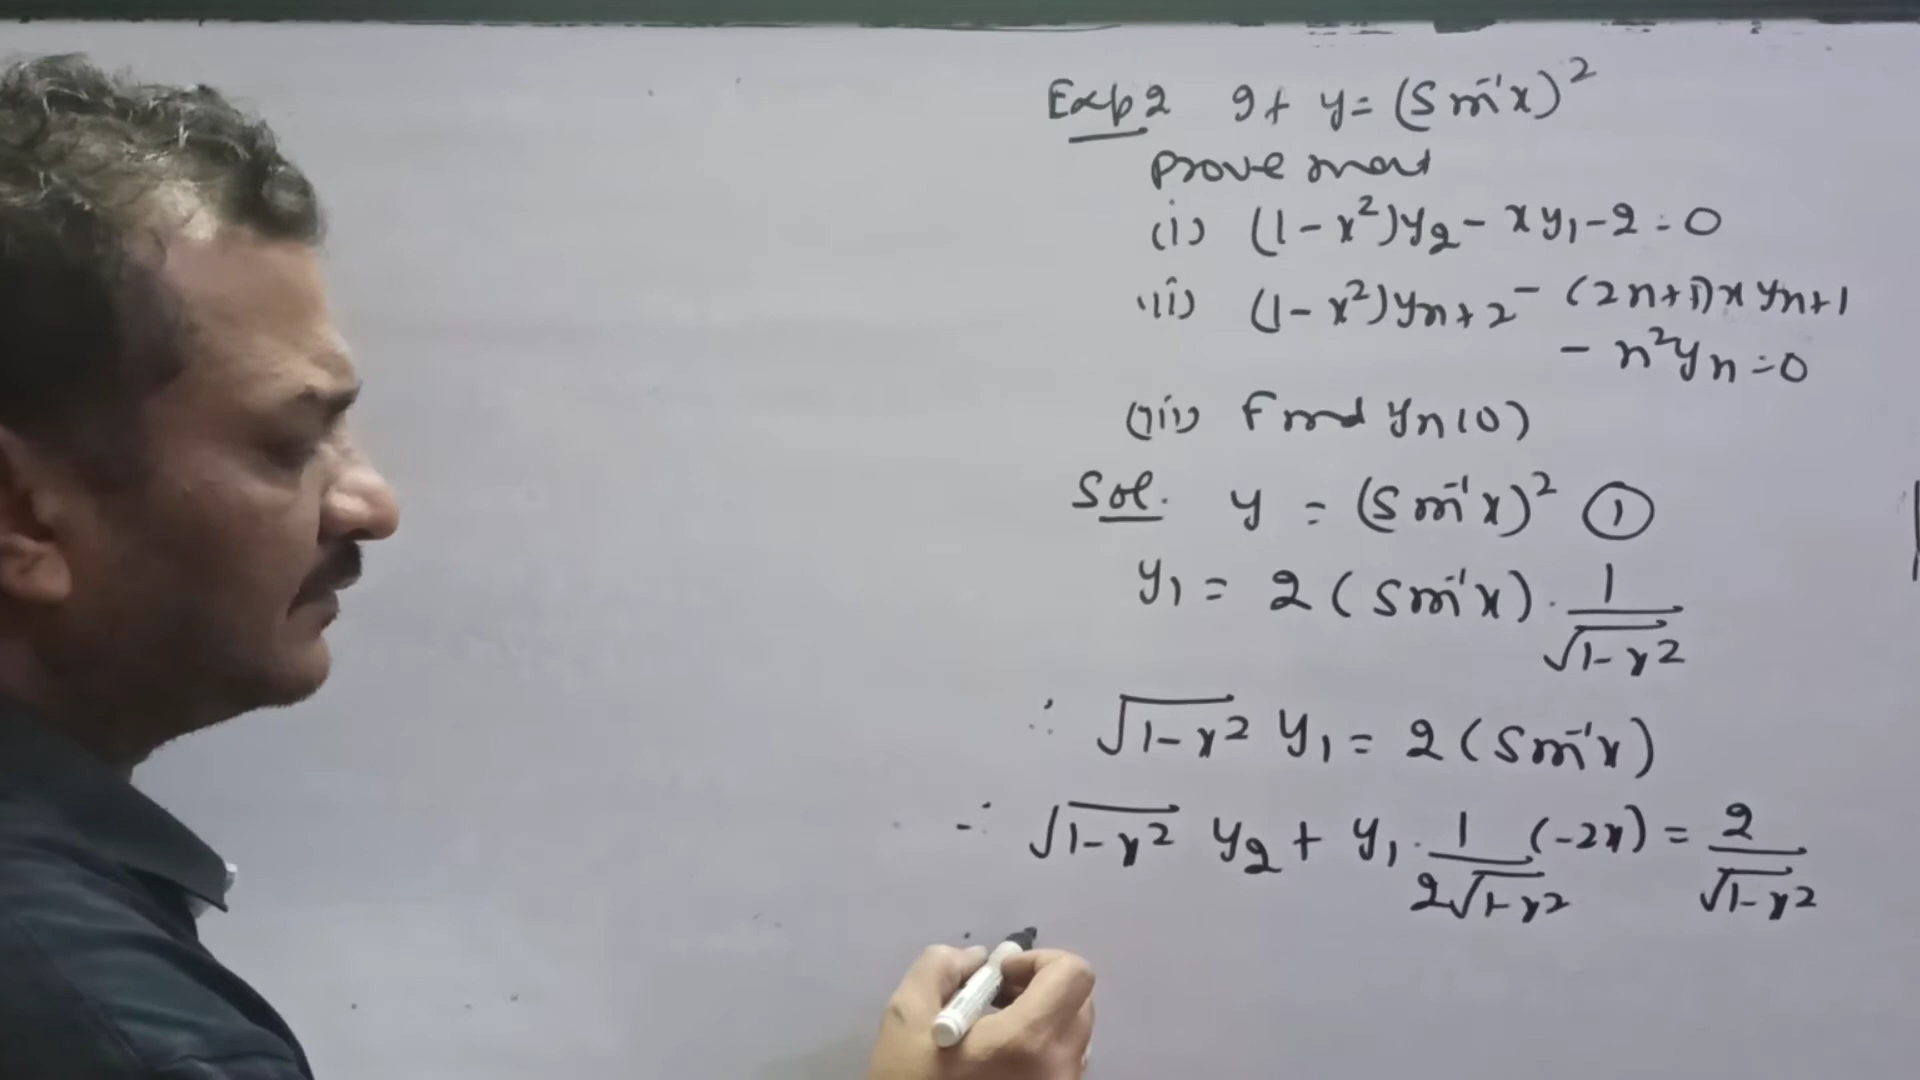 Exp 2 If y = (Sin⁻¹x)²
Prove that
(i) (1-x²)y₂ - xy₁ - 2 = 0
(ii) (1-x²)yₙ₊₂ - (2n+1)xyₙ₊₁
- n²yₙ = 0
(iii) Find yₙ(0)
Sol. y = (Sin⁻¹x)² ①
y₁ = 2(Sin⁻¹x) · 1/√1-x²
∴ √1-x² y₁ = 2(Sin⁻¹x)
∴ √1-x² y₂ + y₁ · 1/2√1-x² (-2x) = 2/√1-x²